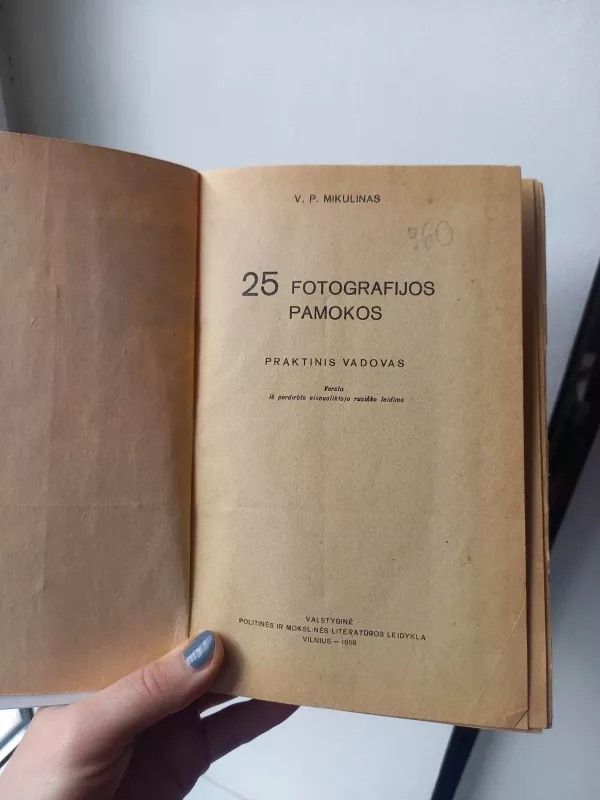 V. P. MIKULINAS
960
25 FOTOGRAFIJOS
PAMOKOS
PRAKTINIS VADOVAS
Versta
iš perdirbto vienuoliktojo rusiško leidimo
VALSTYBINĖ
POLITINĖS IR MOKSLINĖS LITERATŪROS LEIDYKLA
VILNIUS — 1958